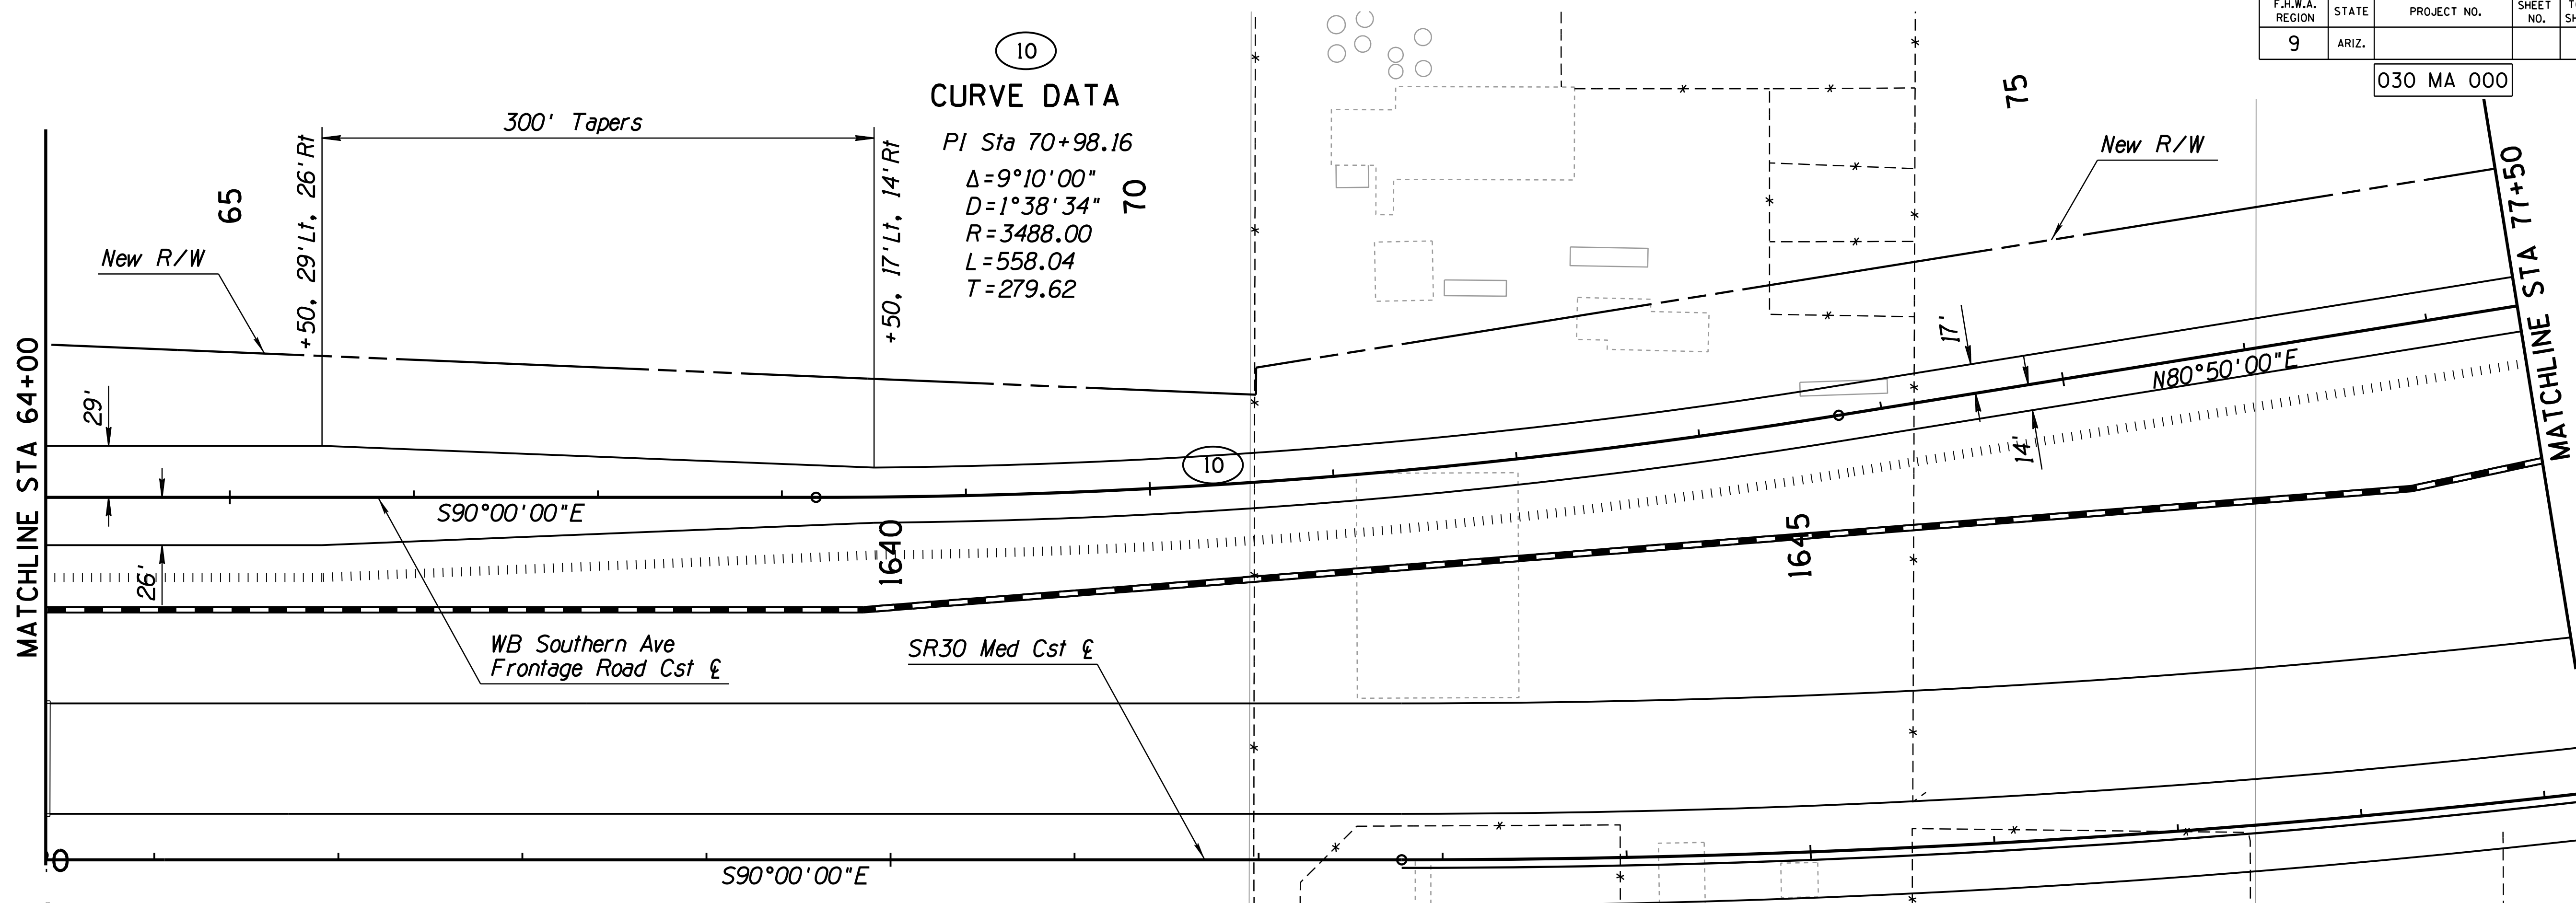 F.H.W.A. REGION
STATE
PROJECT NO.
SHEET NO.
9
ARIZ.
030 MA 000
10
CURVE DATA
PI Sta 70+98.16
Δ=9°10'00"
D=1°38'34"
R=3488.00
L=558.04
T=279.62
300' Tapers
+50, 29'Lt, 26'Rt
+50, 17'Lt, 14'Rt
65
70
75
New R/W
New R/W
MATCHLINE STA 64+00
MATCHLINE STA 77+50
29'
26'
17'
14'
10
S90°00'00"E
N80°50'00"E
1640
1645
WB Southern Ave
Frontage Road Cst ℄
SR30 Med Cst ℄
0
S90°00'00"E